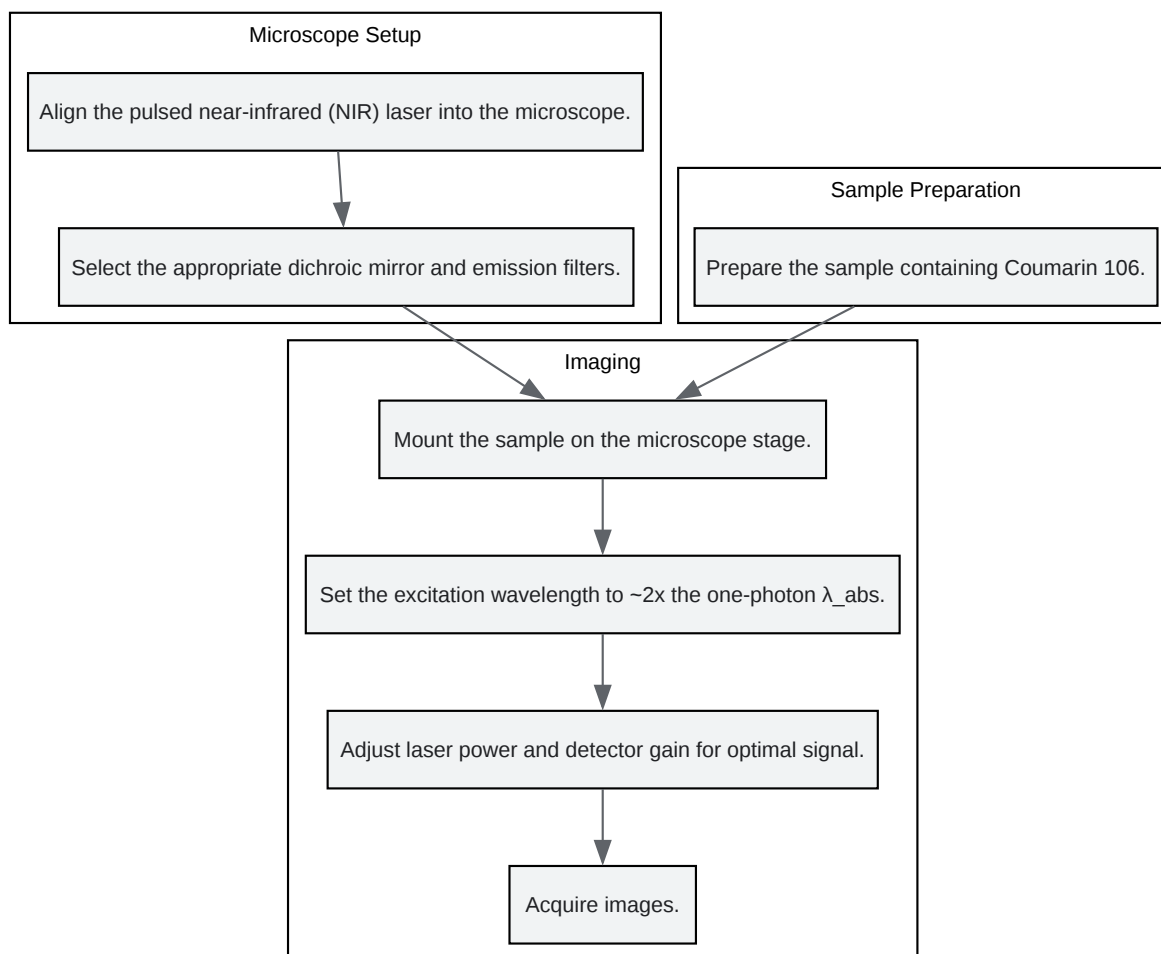 Microscope Setup
Align the pulsed near-infrared (NIR) laser into the microscope.
Select the appropriate dichroic mirror and emission filters.
Sample Preparation
Prepare the sample containing Coumarin 106.
Imaging
Mount the sample on the microscope stage.
Set the excitation wavelength to ~2x the one-photon λ_abs.
Adjust laser power and detector gain for optimal signal.
Acquire images.